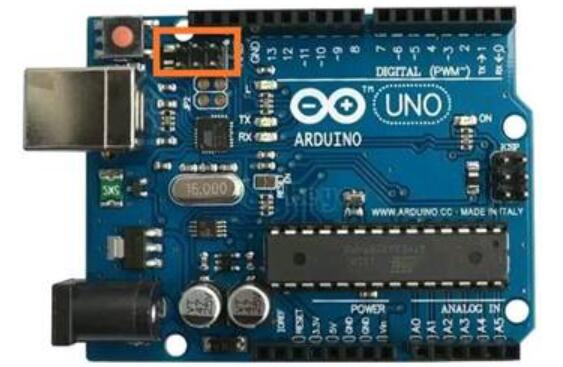 GND
13
12
~11
~10
~9
8
7
~6
~5
4
~3
2
TX→1
RX←0
DIGITAL (PWM~)
L
TX
RX
TM
UNO
ARDUINO
ON
16.000
WWW.ARDUINO.CC - MADE IN ITALY
POWER
ANALOG IN
IOREF
RESET
3.3V
5V
GND
GND
Vin
A0
A1
A2
A3
A4
A5